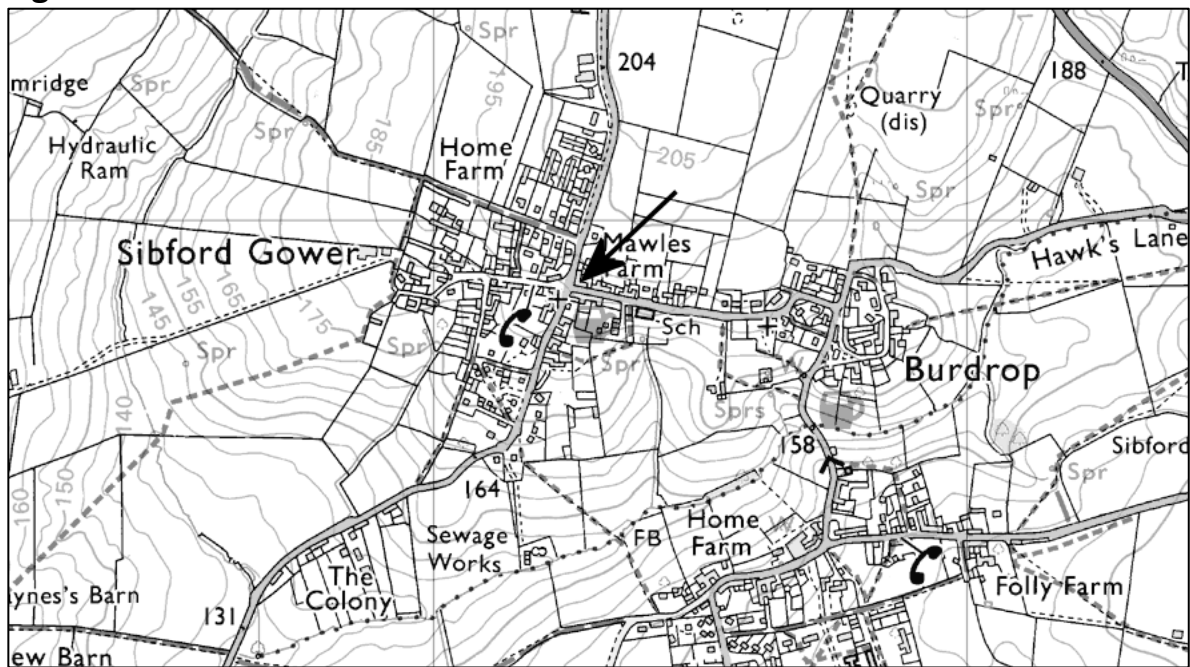 204
188
Spr
195
Quarry
(dis)
Spr
mridge
Spr
Spr
Hydraulic
Ram
185
Home
Farm
205
Spr
Sibford Gower
Mawles
Farm
Hawk's Lane
145
155
165
175
Spr
Spr
Sch
Spr
Burdrop
Sprs
W
140
158
Sibford
164
Spr
160
150
Sewage
Works
FB
Home
Farm
W
The
Colony
Folly Farm
ynes's Barn
131
ew Barn